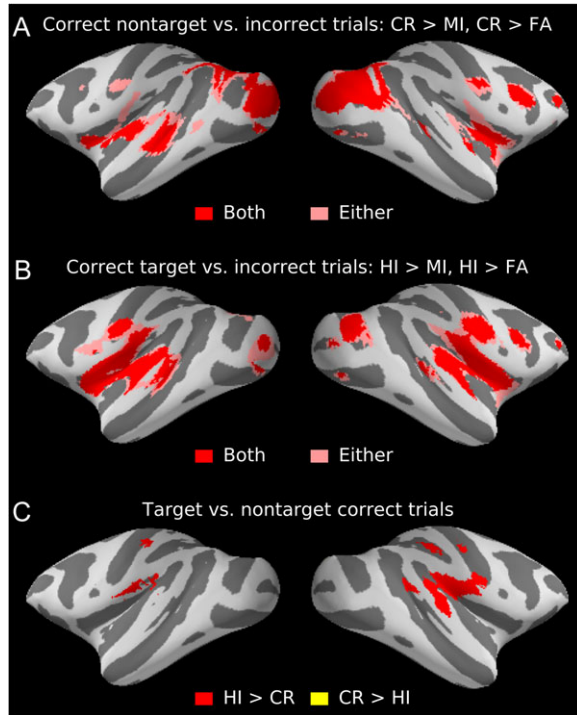 A Correct nontarget vs. incorrect trials: CR > MI, CR > FA
Both Either
B Correct target vs. incorrect trials: HI > MI, HI > FA
Both Either
C Target vs. nontarget correct trials
HI > CR CR > HI